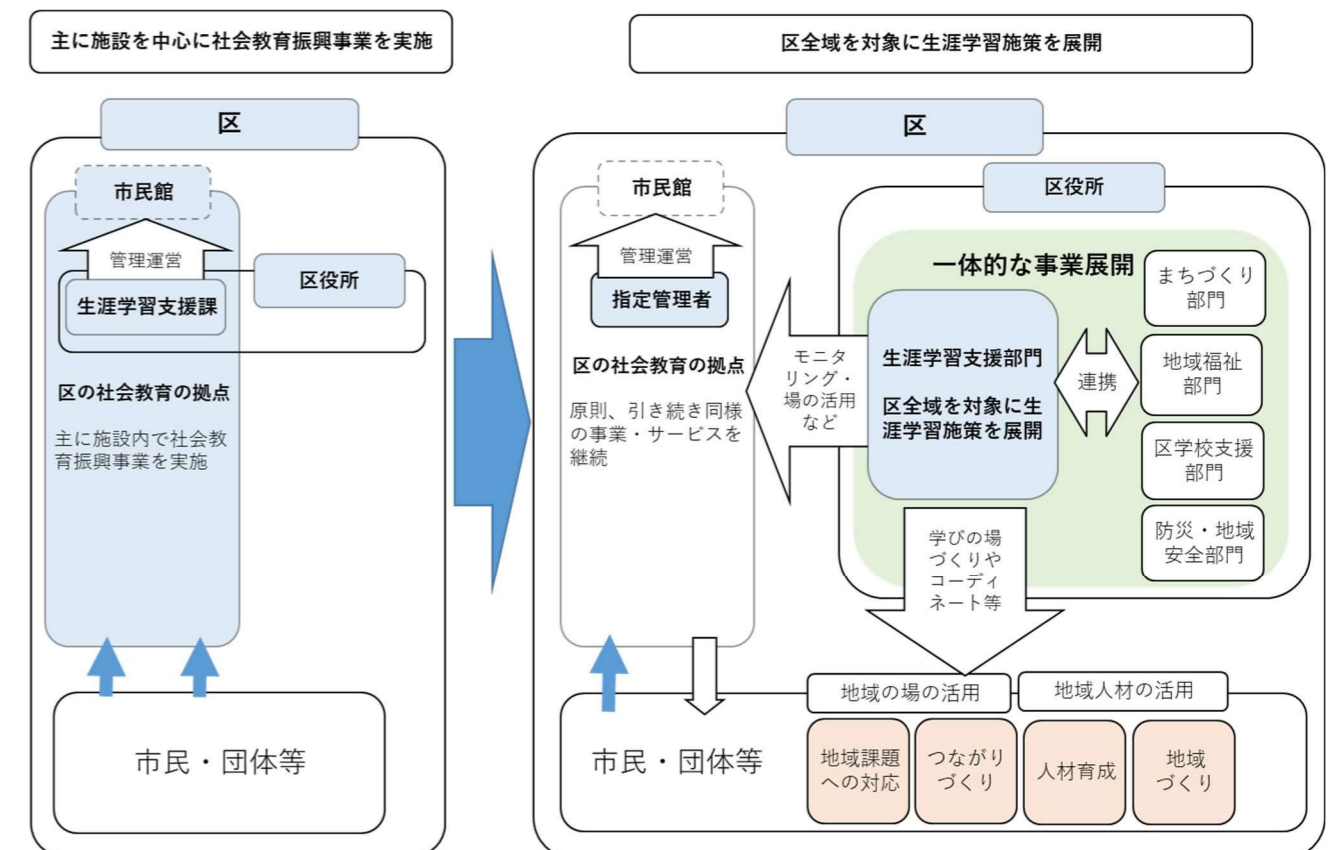 主に施設を中心に社会教育振興事業を実施
区
市民館
管理運営
区役所
生涯学習支援課
区の社会教育の拠点
主に施設内で社会教
育振興事業を実施
市民・団体等
区全域を対象に生涯学習施策を展開
区
市民館
管理運営
指定管理者
区の社会教育の拠点
原則、引き続き同様
の事業・サービスを
継続
モニタ
リング・
場の活用
など
区役所
一体的な事業展開
生涯学習支援部門
区全域を対象に生
涯学習施策を展開
連携
まちづくり
部門
地域福祉
部門
区学校支援
部門
防災・地域
安全部門
学びの場
づくりや
コーディ
ネート等
市民・団体等
地域の場の活用
地域人材の活用
地域課題
への対応
つながり
づくり
人材育成
地域
づくり